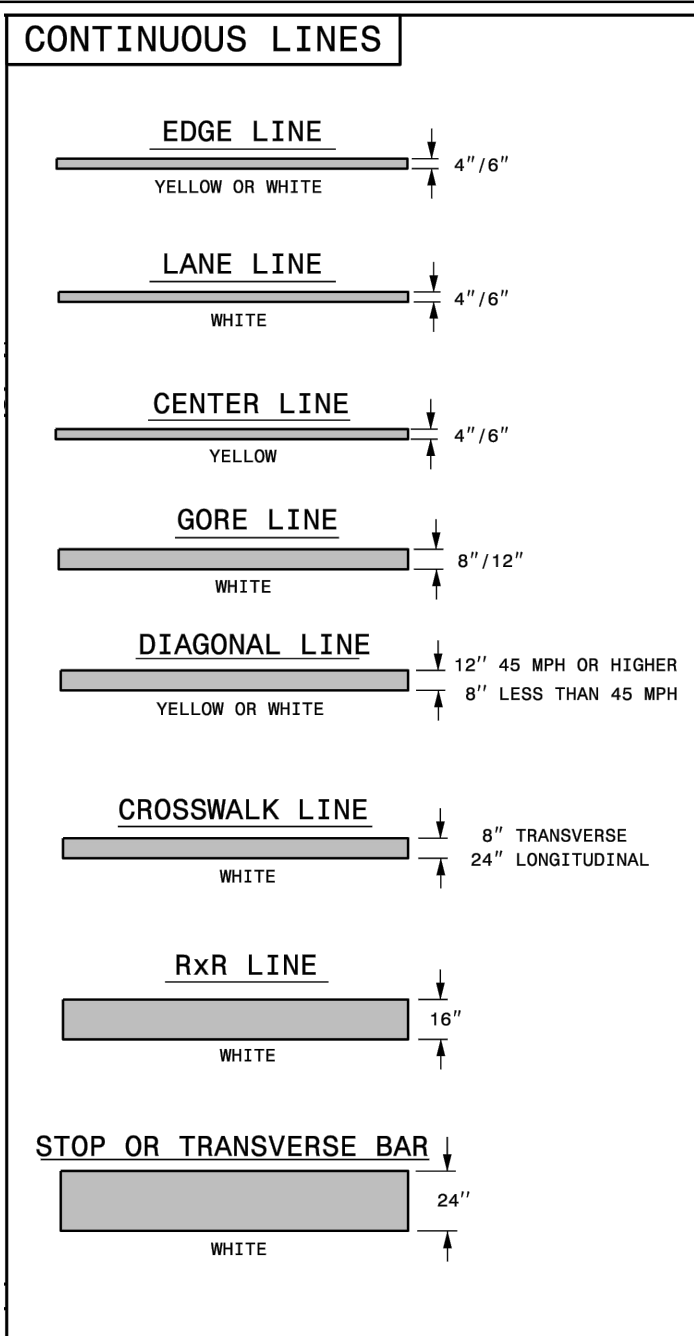 CONTINUOUS LINES
EDGE LINE
4"/6"
YELLOW OR WHITE
LANE LINE
4"/6"
WHITE
CENTER LINE
4"/6"
YELLOW
GORE LINE
8"/12"
WHITE
DIAGONAL LINE
12'' 45 MPH OR HIGHER
8'' LESS THAN 45 MPH
YELLOW OR WHITE
CROSSWALK LINE
8" TRANSVERSE
24" LONGITUDINAL
WHITE
RxR LINE
16"
WHITE
STOP OR TRANSVERSE BAR
24''
WHITE